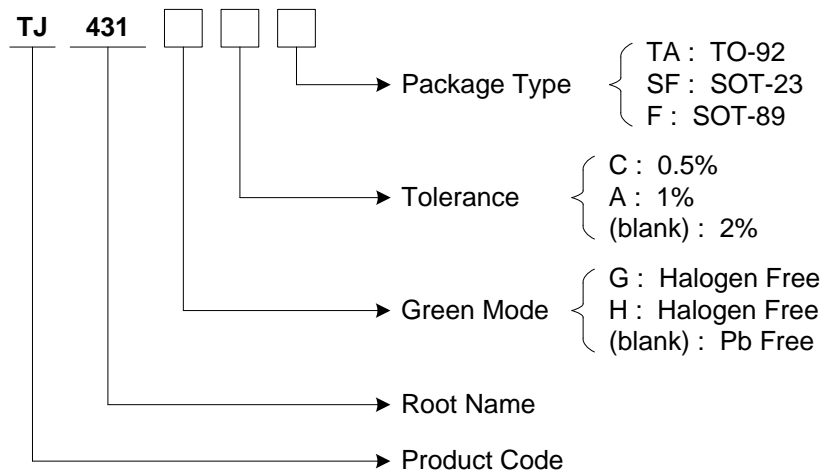 TJ 431
Package Type
TA : TO-92
SF : SOT-23
F : SOT-89
Tolerance
C : 0.5%
A : 1%
(blank) : 2%
Green Mode
G : Halogen Free
H : Halogen Free
(blank) : Pb Free
Root Name
Product Code